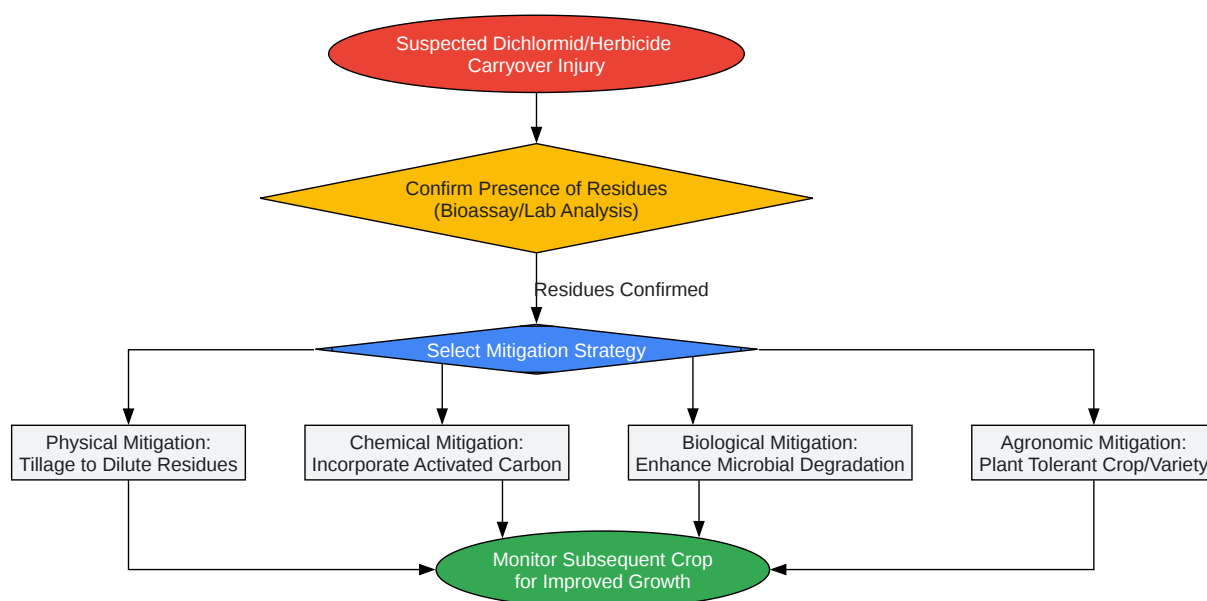 Suspected Dichlormid/Herbicide
Carryover Injury
Confirm Presence of Residues
(Bioassay/Lab Analysis)
Residues Confirmed
Select Mitigation Strategy
Physical Mitigation:
Tillage to Dilute Residues
Chemical Mitigation:
Incorporate Activated Carbon
Biological Mitigation:
Enhance Microbial Degradation
Agronomic Mitigation:
Plant Tolerant Crop/Variety
Monitor Subsequent Crop
for Improved Growth